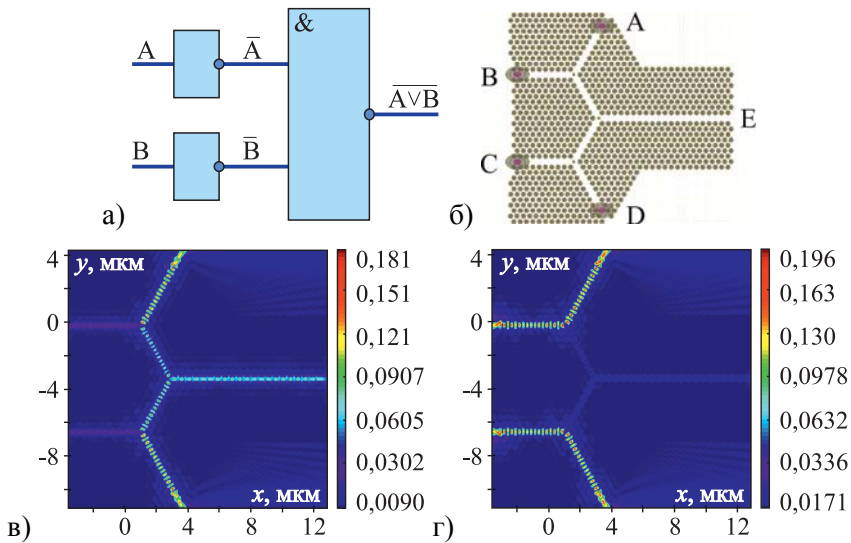 &
A
A̅
B
B̅
A̅V̅B̅
а)
A
B
C
D
E
б)
y, мкм
4
0
-4
-8
x, мкм
0
4
8
12
0,181
0,151
0,121
0,0907
0,0605
0,0302
0,0090
в)
y, мкм
4
0
-4
-8
x, мкм
0
4
8
12
0,196
0,163
0,130
0,0978
0,0632
0,0336
0,0171
г)